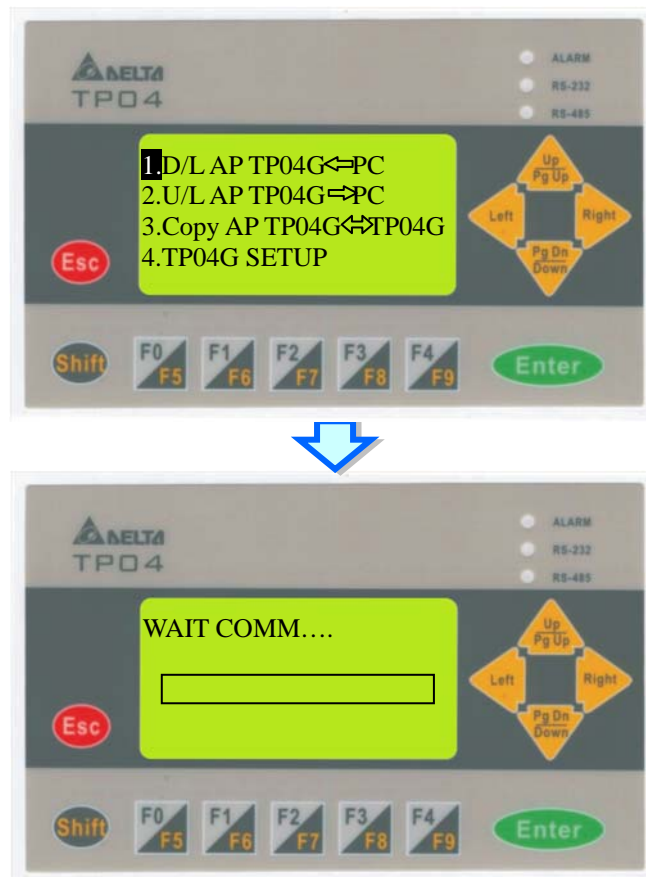 DELTA
TP04
ALARM
RS-232
RS-485
1.D/L AP TP04G⇦PC
2.U/L AP TP04G⇨PC
3.Copy AP TP04G⇔TP04G
4.TP04G SETUP
Up
Pg Up
Left
Right
Pg Dn
Down
Esc
Shift
F0
F5
F1
F6
F2
F7
F3
F8
F4
F9
Enter
DELTA
TP04
ALARM
RS-232
RS-485
WAIT COMM....
Up
Pg Up
Left
Right
Pg Dn
Down
Esc
Shift
F0
F5
F1
F6
F2
F7
F3
F8
F4
F9
Enter